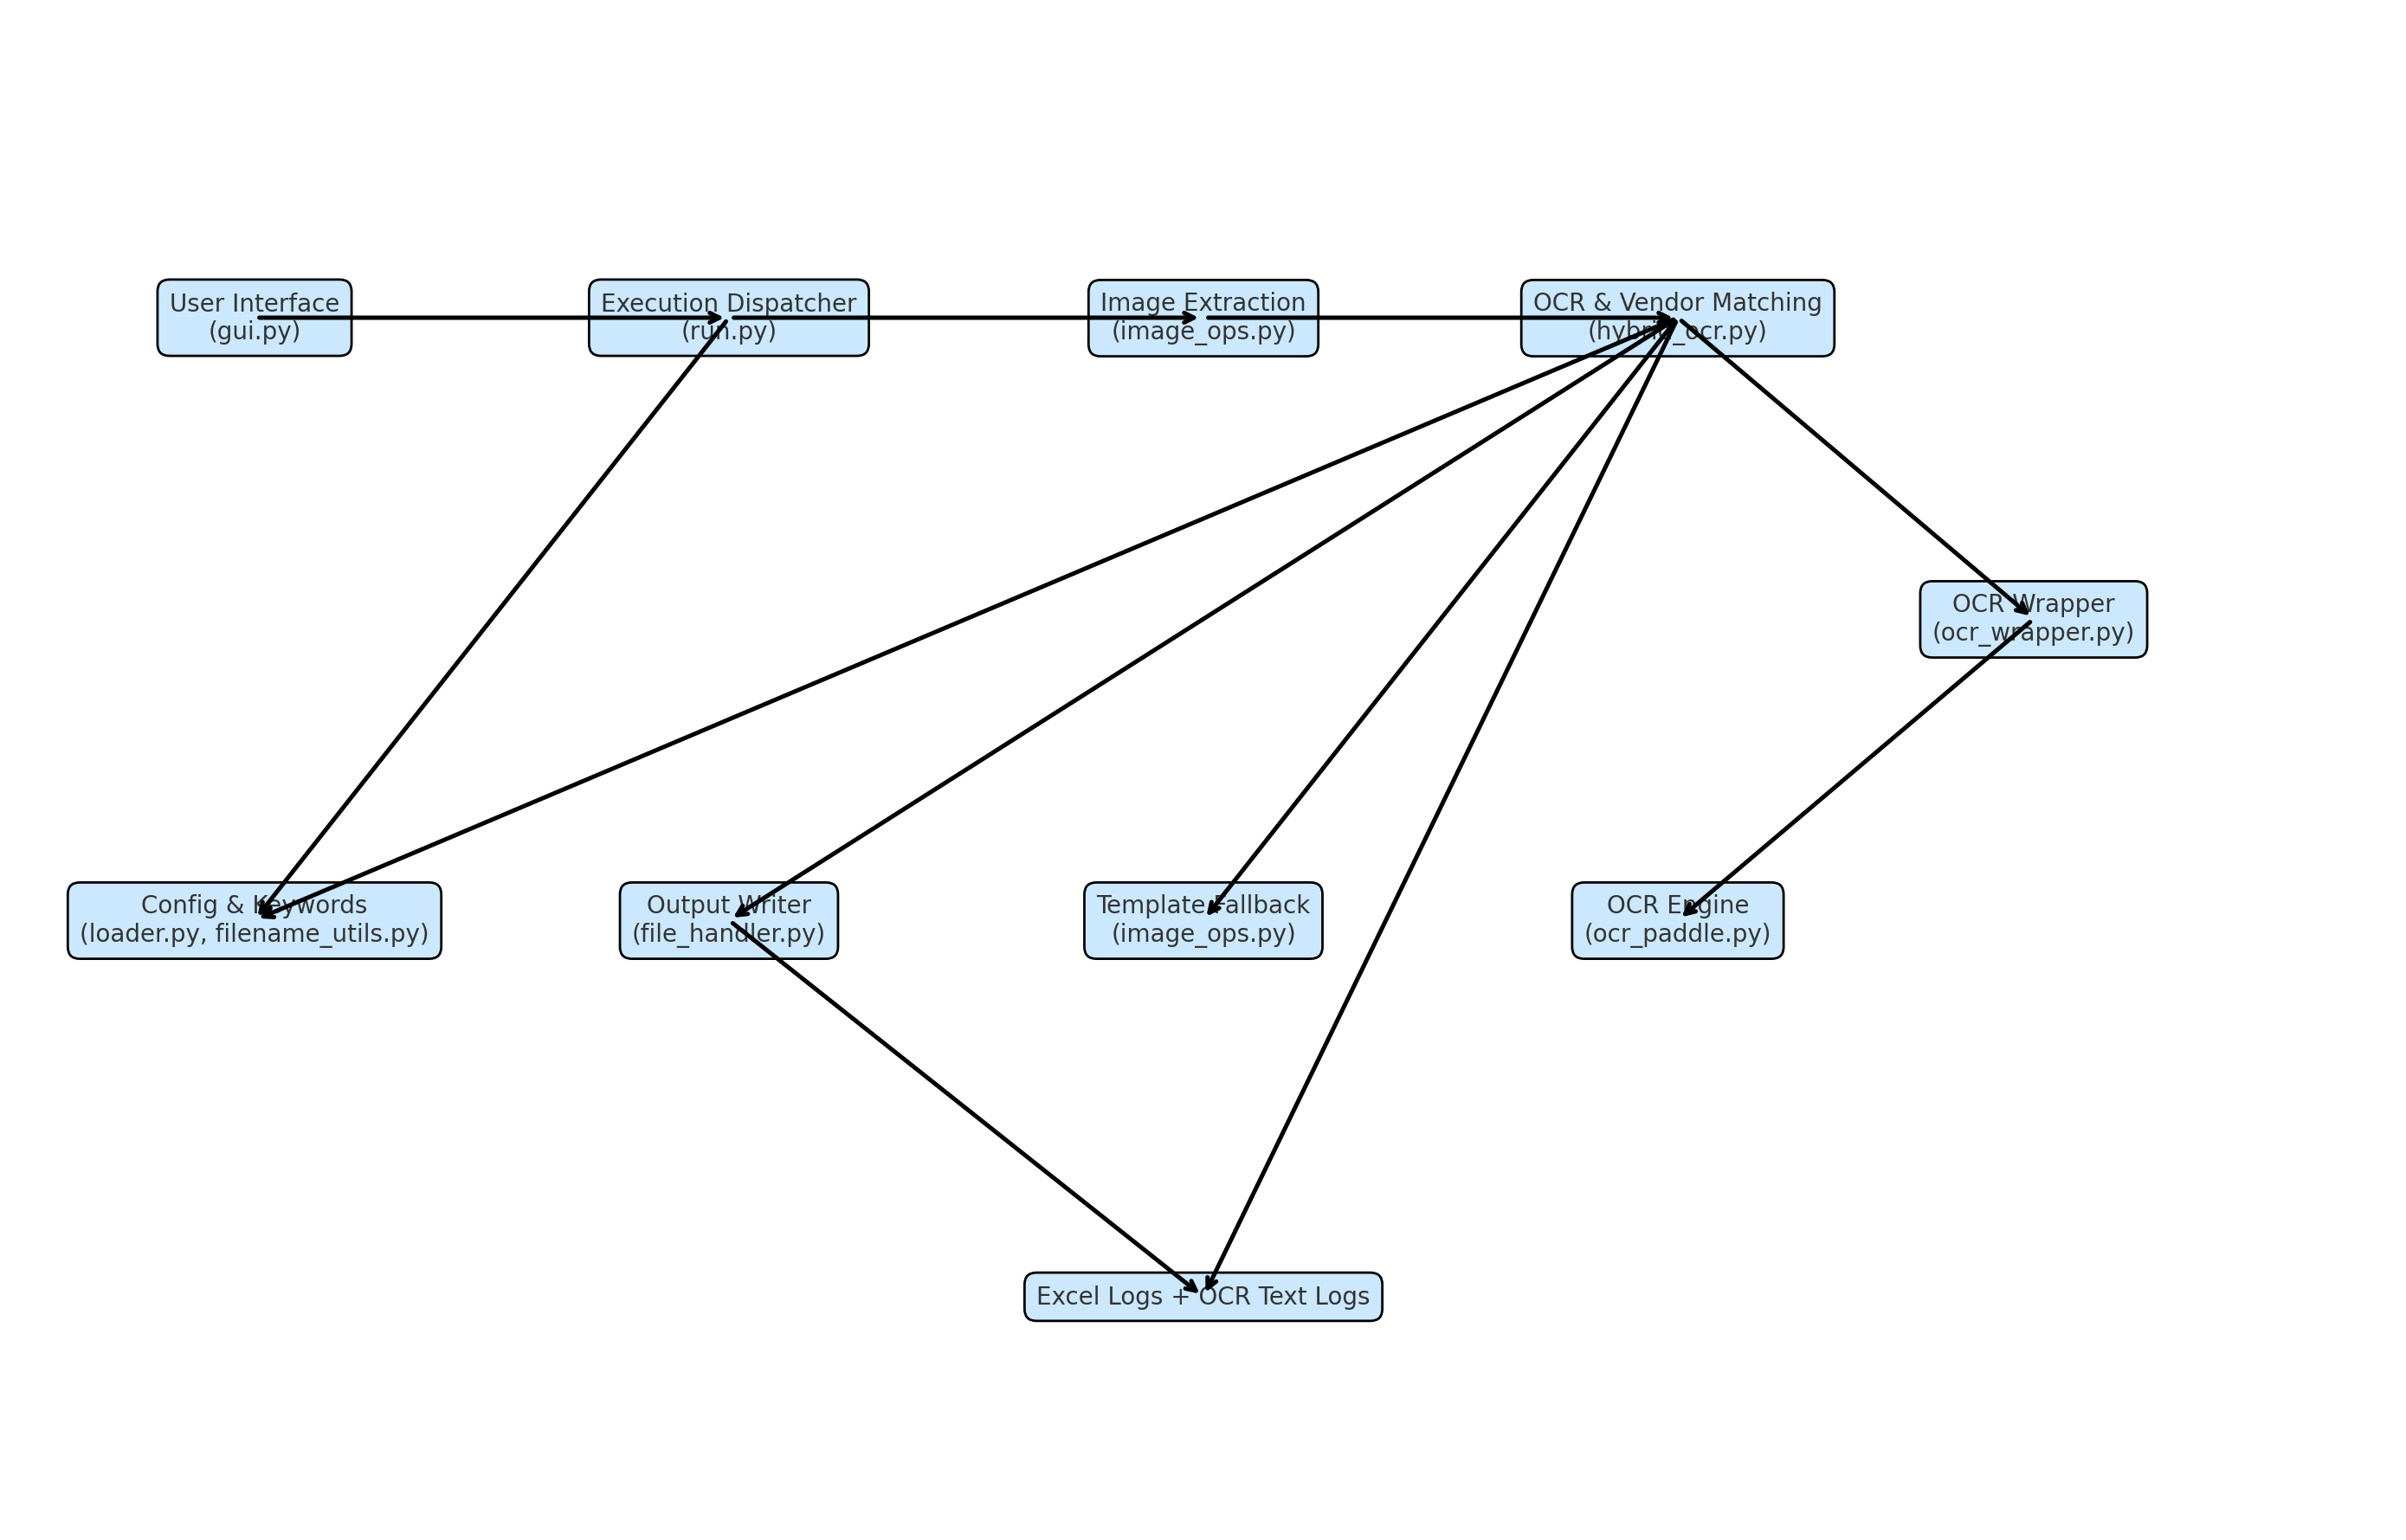 User Interface
(gui.py)
Execution Dispatcher
(run.py)
Image Extraction
(image_ops.py)
OCR & Vendor Matching
(hybrid_ocr.py)
OCR Wrapper
(ocr_wrapper.py)
Config & Keywords
(loader.py, filename_utils.py)
Output Writer
(file_handler.py)
Template Fallback
(image_ops.py)
OCR Engine
(ocr_paddle.py)
Excel Logs + OCR Text Logs